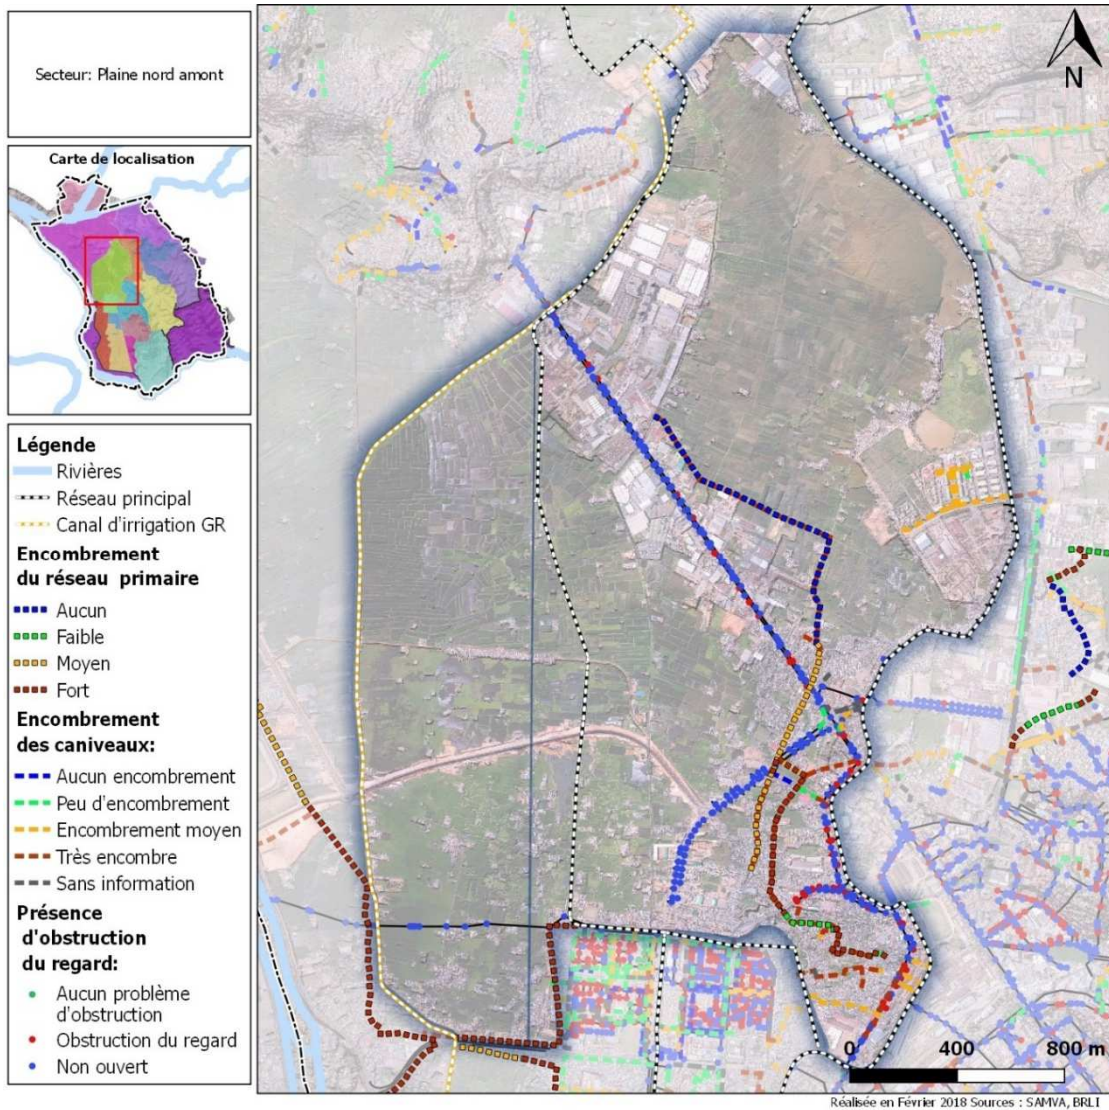 Secteur: Plaine nord amont
Carte de localisation
Légende
Rivières
Réseau principal
Canal d'irrigation GR
Encombrement
du réseau primaire
Aucun
Faible
Moyen
Fort
Encombrement
des caniveaux:
Aucun encombrement
Peu d'encombrement
Encombrement moyen
Très encombre
Sans information
Présence
d'obstruction
du regard:
Aucun problème
d'obstruction
Obstruction du regard
Non ouvert
N
0 400 800 m
Réalisée en Février 2018 Sources : SAMVA, BRLI